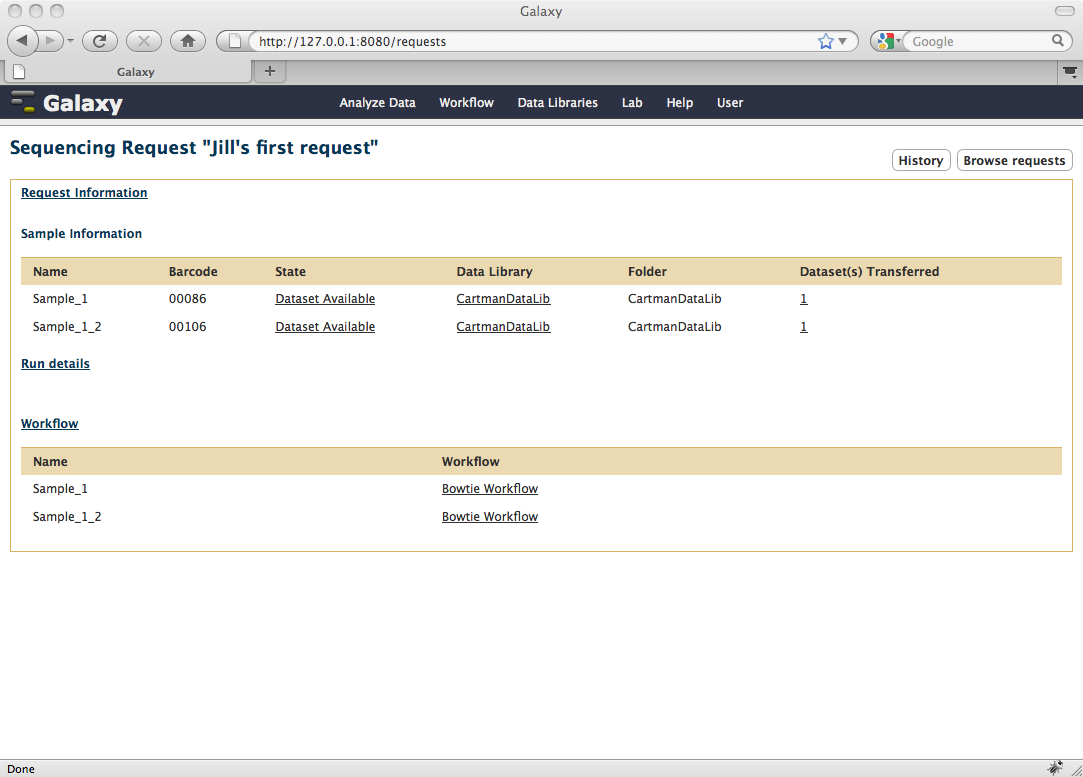 Galaxy
http://127.0.0.1:8080/requests
Google
Galaxy
Galaxy Analyze Data Workflow Data Libraries Lab Help User
Sequencing Request "Jill's first request"
History Browse requests
Request Information
Sample Information
Name Barcode State Data Library Folder Dataset(s) Transferred
Sample_1 00086 Dataset Available CartmanDataLib CartmanDataLib 1
Sample_1_2 00106 Dataset Available CartmanDataLib CartmanDataLib 1
Run details
Workflow
Name Workflow
Sample_1 Bowtie Workflow
Sample_1_2 Bowtie Workflow
Done